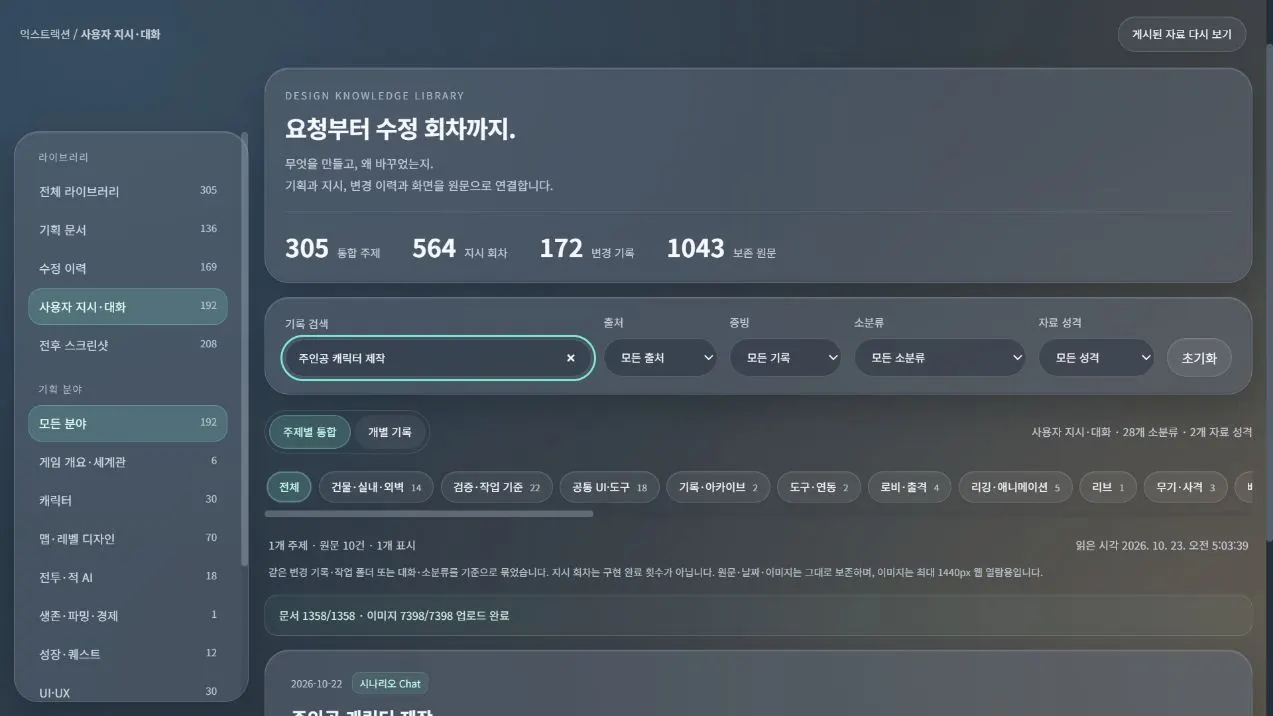 익스트랙션 / 사용자 지시·대화
게시된 자료 다시 보기
라이브러리
전체 라이브러리 305
기획 문서 136
수정 이력 169
사용자 지시·대화 192
전후 스크린샷 208
기획 분야
모든 분야 192
게임 개요·세계관 6
캐릭터 30
맵·레벨 디자인 70
전투·적 AI 18
생존·파밍·경제 1
성장·퀘스트 12
UI·UX 30
DESIGN KNOWLEDGE LIBRARY
요청부터 수정 회차까지.
무엇을 만들고, 왜 바꾸었는지.
기획과 지시, 변경 이력과 화면을 원문으로 연결합니다.
305 통합 주제 564 지시 회차 172 변경 기록 1043 보존 원문
기록 검색 출처 증빙 소분류 자료 성격
주인공 캐릭터 제작 × 모든 출처 모든 기록 모든 소분류 모든 성격 초기화
주제별 통합 개별 기록 사용자 지시·대화 · 28개 소분류 · 2개 자료 성격
전체 건물·실내·외벽 14 검증·작업 기준 22 공통 UI·도구 18 기록·아카이브 2 도구·연동 2 로비·출격 4 리깅·애니메이션 5 리브 1 무기·사격 3
1개 주제 · 원문 10건 · 1개 표시 읽은 시각 2026. 10. 23. 오전 5:03:39
같은 변경 기록·작업 폴더 또는 대화·소분류를 기준으로 묶었습니다. 지시 회차는 구현 완료 횟수가 아닙니다. 원문·날짜·이미지는 그대로 보존하며, 이미지는 최대 1440px 웹 열람용입니다.
문서 1358/1358 · 이미지 7398/7398 업로드 완료
2026-10-22 시나리오 Chat
주인공 캐릭터 제작